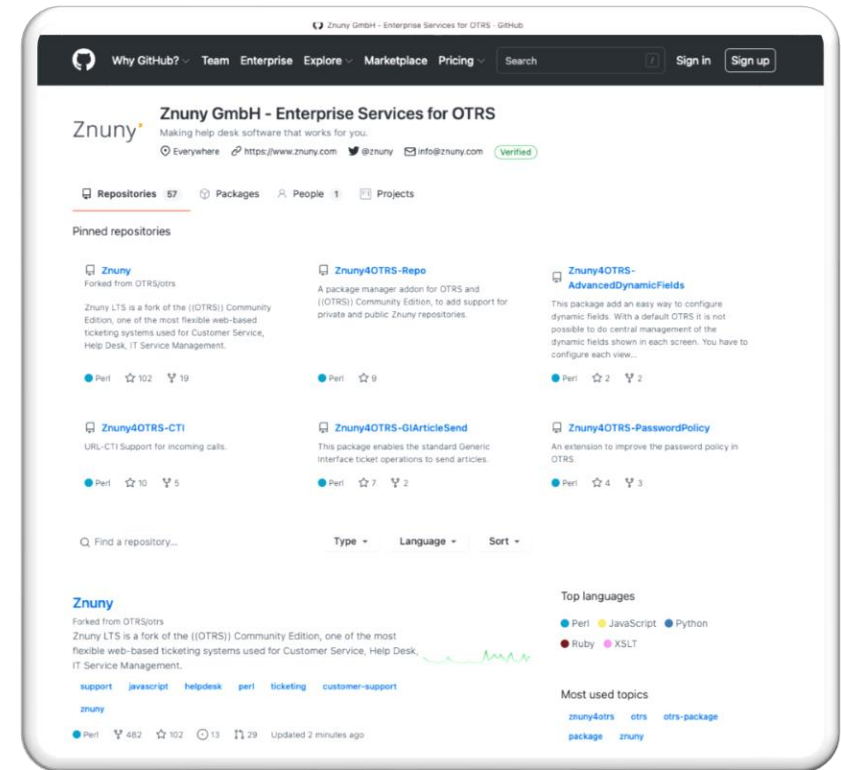 Znuny GmbH - Enterprise Services for OTRS · GitHub
Why GitHub? Team Enterprise Explore Marketplace Pricing Search / Sign in Sign up
Znuny
Znuny GmbH - Enterprise Services for OTRS
Making help desk software that works for you.
Everywhere https://www.znuny.com @znuny info@znuny.com Verified
Repositories 57 Packages People 1 Projects
Pinned repositories
Znuny
Forked from OTRS/otrs
Znuny LTS is a fork of the ((OTRS)) Community
Edition, one of the most flexible web-based
ticketing systems used for Customer Service,
Help Desk, IT Service Management.
Perl 102 19
Znuny4OTRS-Repo
A package manager addon for OTRS and
((OTRS)) Community Edition, to add support for
private and public Znuny repositories.
Perl 9
Znuny4OTRS-
AdvancedDynamicFields
This package add an easy way to configure
dynamic fields. With a default OTRS it is not
possible to do central management of the
dynamic fields shown in each screen. You have to
configure each view...
Perl 2 2
Znuny4OTRS-CTI
URL-CTI Support for incoming calls.
Perl 10 5
Znuny4OTRS-GIArticleSend
This package enables the standard Generic
Interface ticket operations to send articles.
Perl 7 2
Znuny4OTRS-PasswordPolicy
An extension to improve the password policy in
OTRS.
Perl 4 3
Find a repository...
Type Language Sort
Znuny
Forked from OTRS/otrs
Znuny LTS is a fork of the ((OTRS)) Community Edition, one of the most
flexible web-based ticketing systems used for Customer Service, Help Desk,
IT Service Management.
support javascript helpdesk perl ticketing customer-support
znuny
Perl 482 102 13 29 Updated 2 minutes ago
Top languages
Perl JavaScript Python
Ruby XSLT
Most used topics
znuny4otrs otrs otrs-package
package znuny